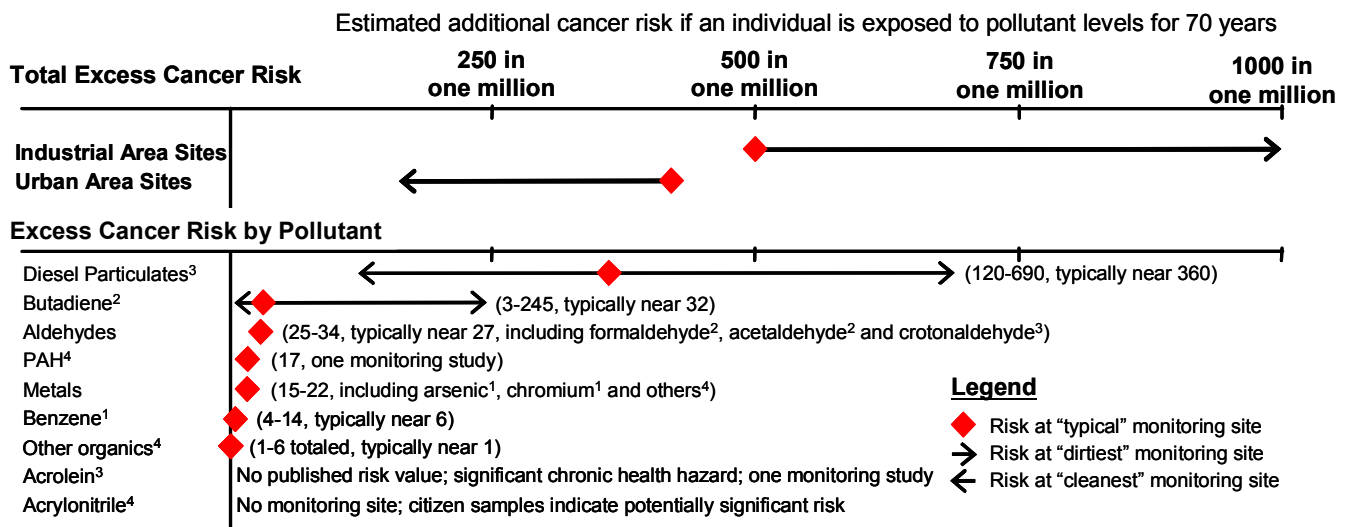 Estimated additional cancer risk if an individual is exposed to pollutant levels for 70 years
Total Excess Cancer Risk
250 in
one million
500 in
one million
750 in
one million
1000 in
one million
Industrial Area Sites
Urban Area Sites
Excess Cancer Risk by Pollutant
Diesel Particulates³ (120-690, typically near 360)
Butadiene² (3-245, typically near 32)
Aldehydes (25-34, typically near 27, including formaldehyde², acetaldehyde² and crotonaldehyde³)
PAH⁴ (17, one monitoring study)
Metals (15-22, including arsenic¹, chromium¹ and others⁴)
Benzene¹ (4-14, typically near 6)
Other organics⁴ (1-6 totaled, typically near 1)
Acrolein³ No published risk value; significant chronic health hazard; one monitoring study
Acrylonitrile⁴ No monitoring site; citizen samples indicate potentially significant risk
Legend
Risk at “typical” monitoring site
Risk at “dirtiest” monitoring site
Risk at “cleanest” monitoring site